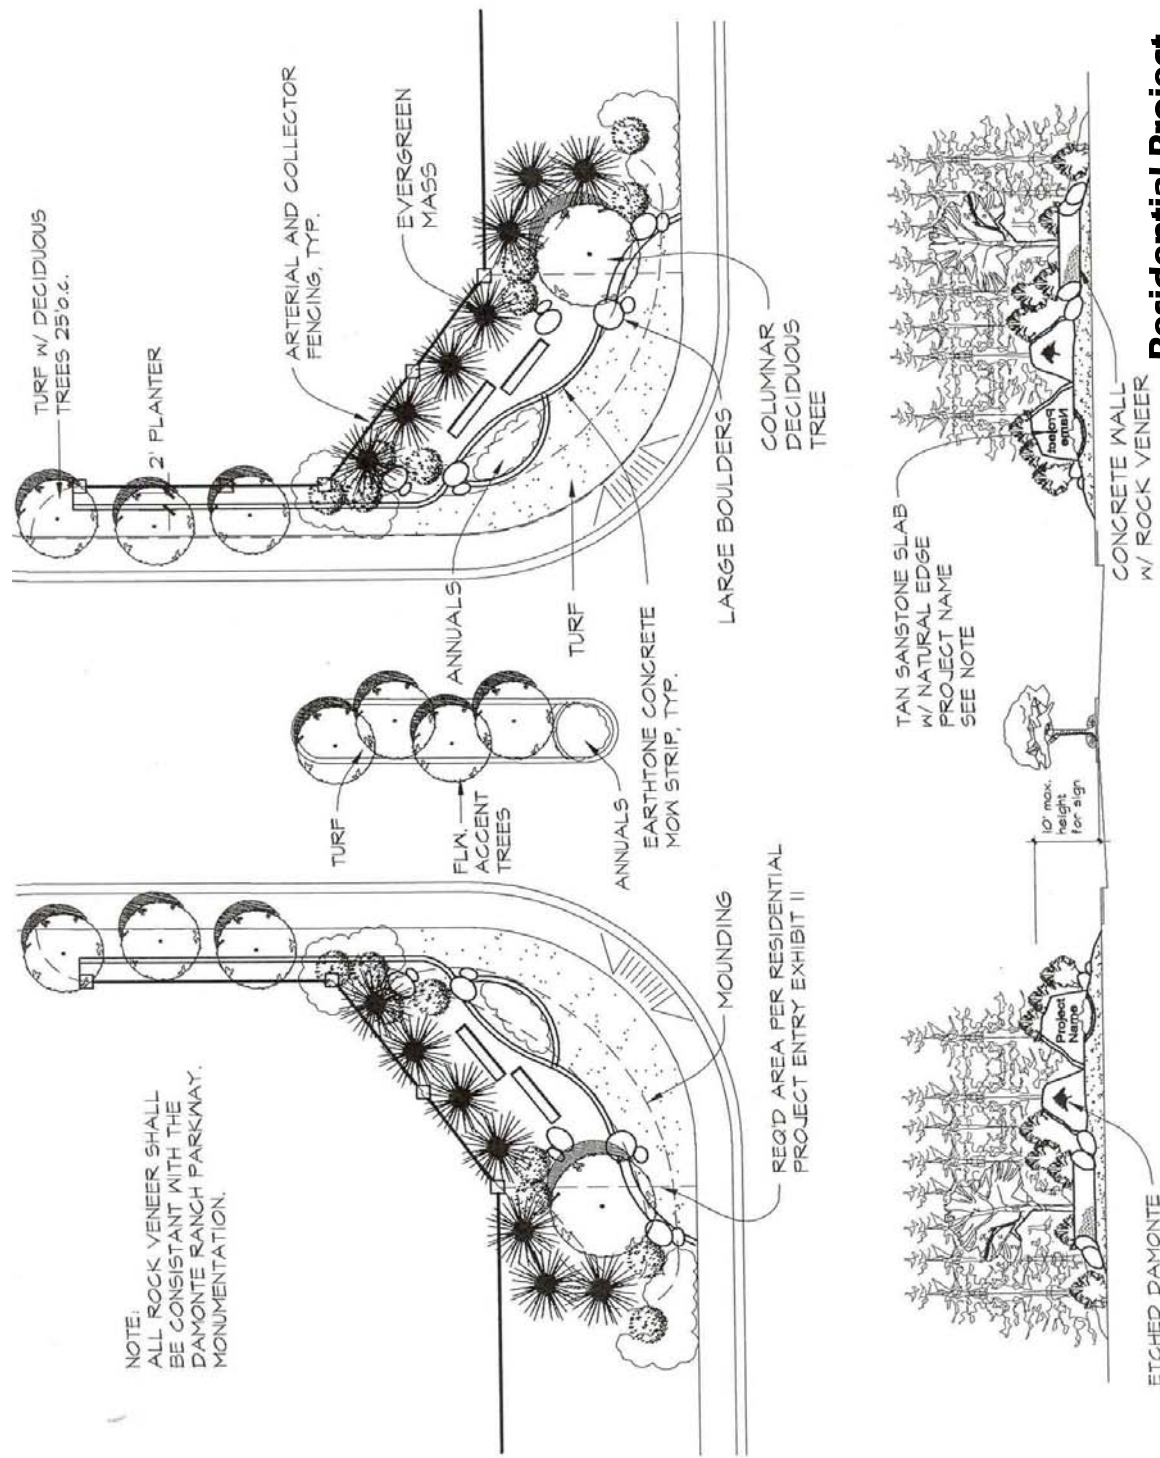 NOTE:
ALL ROCK VENEER SHALL
BE CONSISTANT WITH THE
DAMONTE RANCH PARKWAY
MONUMENTATION.
TURF W/ DECIDUOUS
TREES 25'o.c.
2' PLANTER
ARTERIAL AND COLLECTOR
FENCING, TYP.
EVERGREEN
MASS
TURF
FLW.
ACCENT
TREES
ANNUALS
ANNUALS
TURF
EARTHTONE CONCRETE
MOW STRIP, TYP.
LARGE BOULDERS
COLUMNAR
DECIDUOUS
TREE
MOUNDING
REQ'D AREA PER RESIDENTIAL
PROJECT ENTRY EXHIBIT 11
TAN SANSTONE SLAB
W/ NATURAL EDGE
PROJECT NAME
SEE NOTE
10' max.
height
for sign
Project
Name
Project
Name
CONCRETE WALL
W/ ROCK VENEER
ETCHED DAMONTE
Residential Project